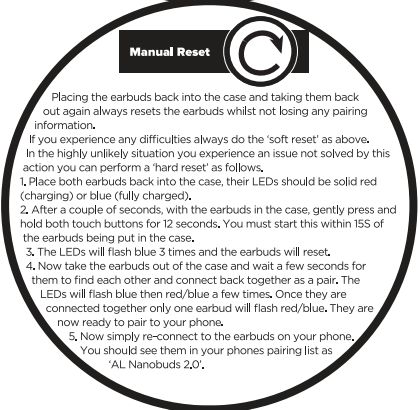 Manual Reset
Placing the earbuds back into the case and taking them back
out again always resets the earbuds whilst not losing any pairing
information.
If you experience any difficulties always do the 'soft reset' as above.
In the highly unlikely situation you experience an issue not solved by this
action you can perform a 'hard reset' as follows.
1. Place both earbuds back into the case, their LEDs should be solid red
(charging) or blue (fully charged).
2. After a couple of seconds, with the earbuds in the case, gently press and
hold both touch buttons for 12 seconds. You must start this within 15S of
the earbuds being put in the case.
3. The LEDs will flash blue 3 times and the earbuds will reset.
4. Now take the earbuds out of the case and wait a few seconds for
them to find each other and connect back together as a pair. The
LEDs will flash blue then red/blue a few times. Once they are
connected together only one earbud will flash red/blue. They are
now ready to pair to your phone.
5. Now simply re-connect to the earbuds on your phone.
You should see them in your phones pairing list as
'AL Nanobuds 2.0'.